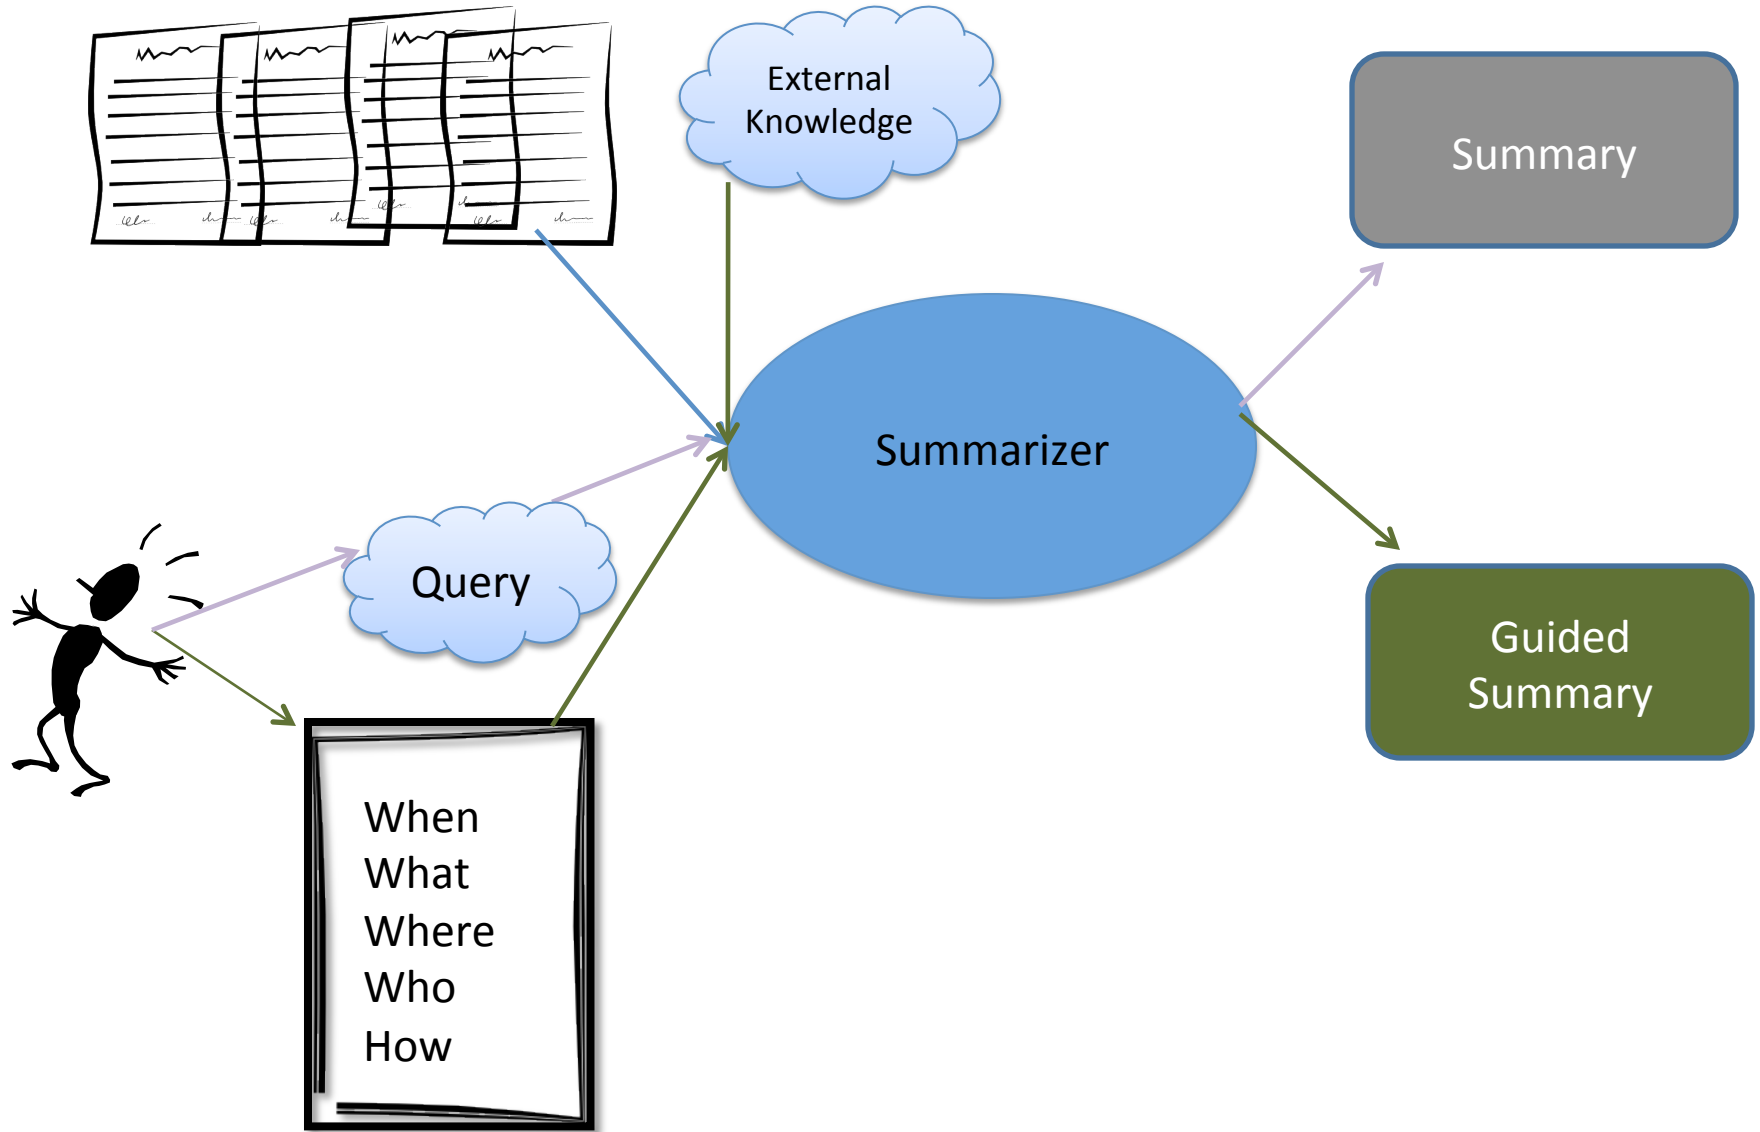 External
Knowledge
Summary
Summarizer
Query
Guided
Summary
When
What
Where
Who
How